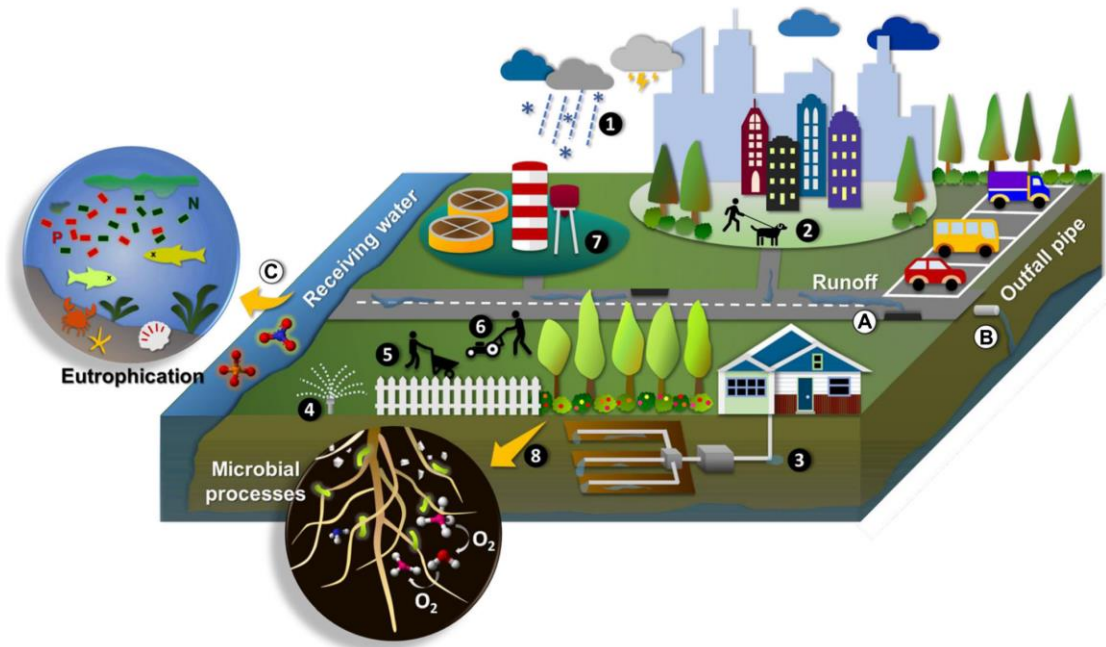 1
2
N
P
7
C
Receiving water
Runoff
Outfall pipe
A
B
6
5
Eutrophication
4
8
3
Microbial
processes
O2
O2